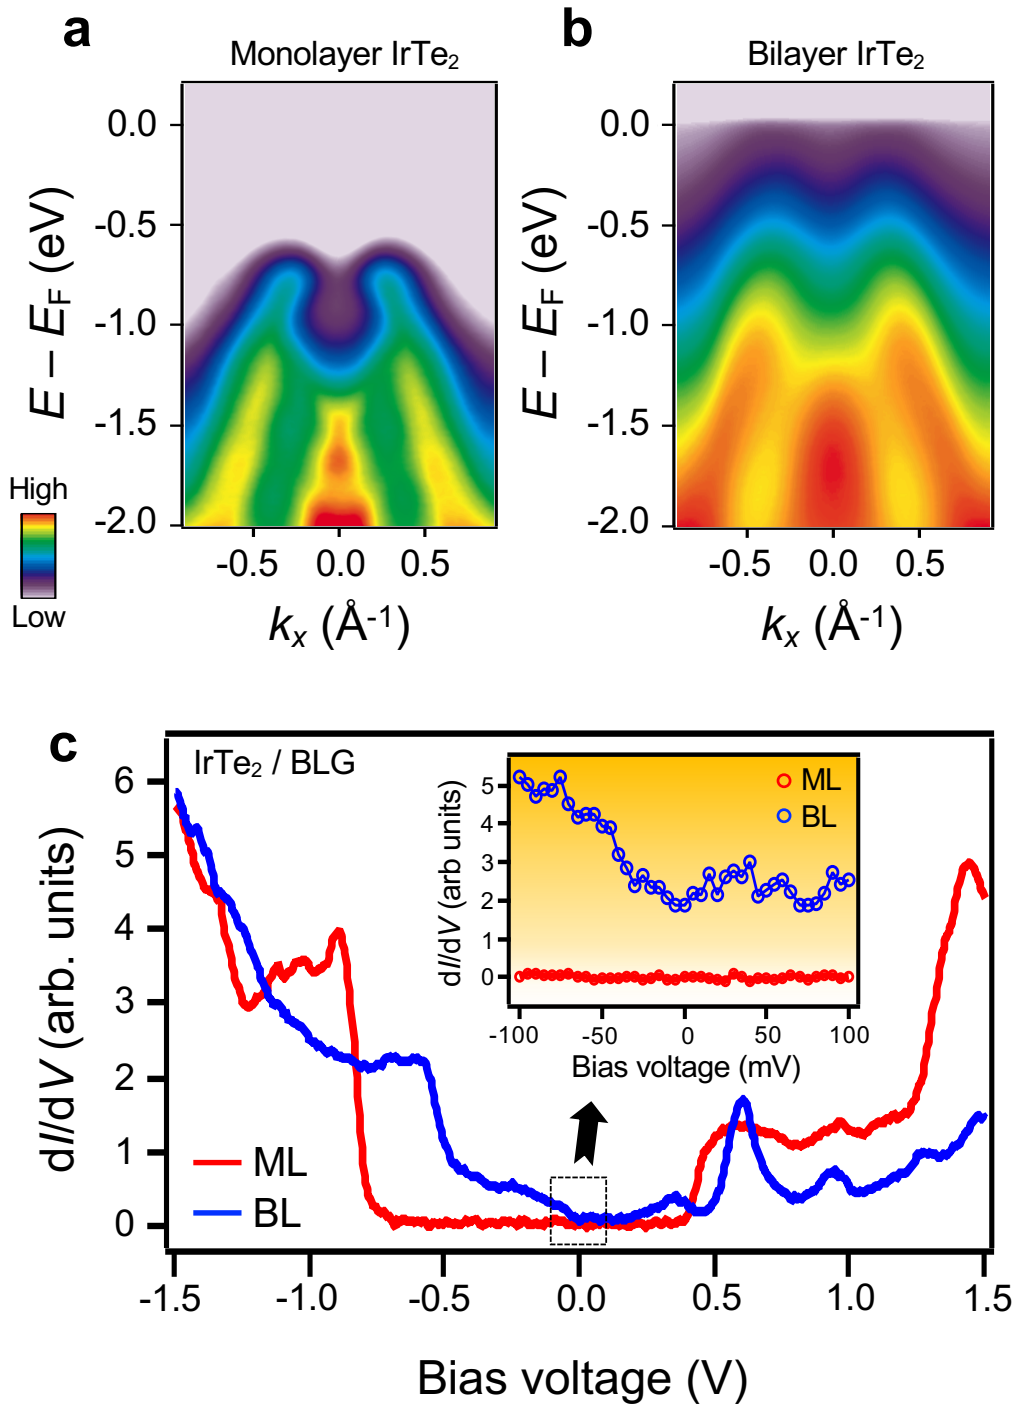 a
b
Monolayer IrTe₂
Bilayer IrTe₂
0.0
-0.5
-1.0
-1.5
-2.0
E – E_F (eV)
0.0
-0.5
-1.0
-1.5
-2.0
E – E_F (eV)
High
Low
-0.5 0.0 0.5
-0.5 0.0 0.5
kₓ (Å⁻¹)
kₓ (Å⁻¹)
c
IrTe₂ / BLG
6
5
4
3
2
1
0
dI/dV (arb. units)
ML
BL
5
4
3
2
1
0
dI/dV (arb units)
ML
BL
-100 -50 0 50 100
Bias voltage (mV)
-1.5 -1.0 -0.5 0.0 0.5 1.0 1.5
Bias voltage (V)